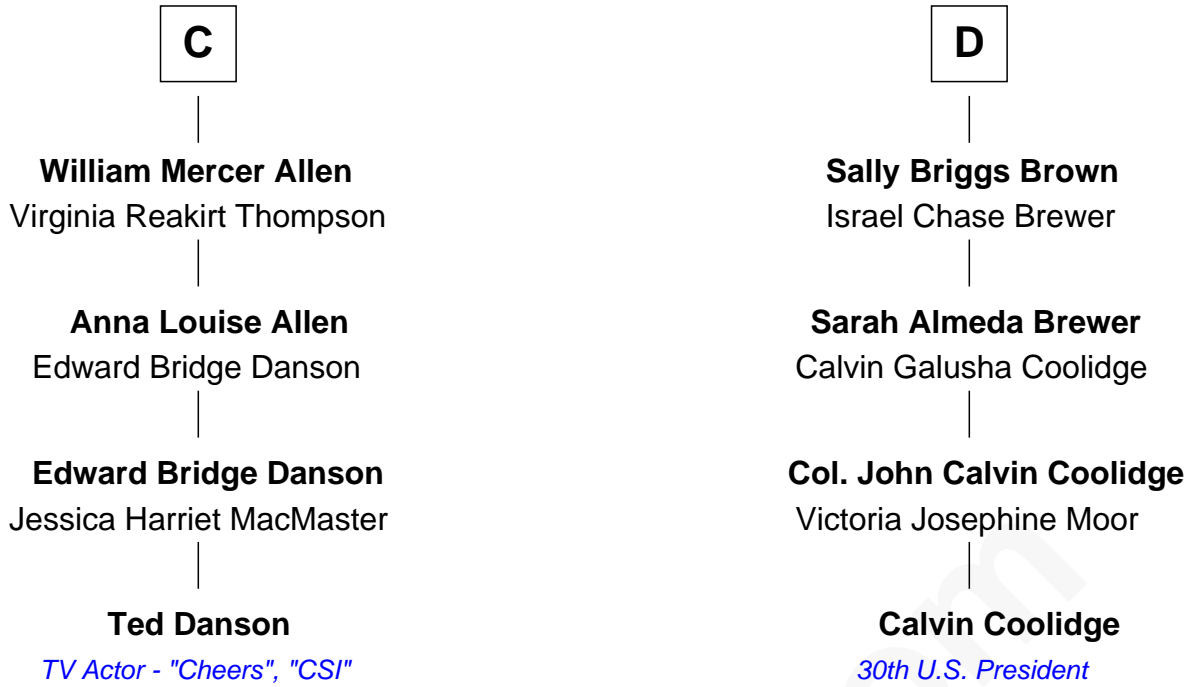 C
William Mercer Allen
Virginia Reakirt Thompson
Anna Louise Allen
Edward Bridge Danson
Edward Bridge Danson
Jessica Harriet MacMaster
Ted Danson
TV Actor - "Cheers", "CSI"
D
Sally Briggs Brown
Israel Chase Brewer
Sarah Almeda Brewer
Calvin Galusha Coolidge
Col. John Calvin Coolidge
Victoria Josephine Moor
Calvin Coolidge
30th U.S. President